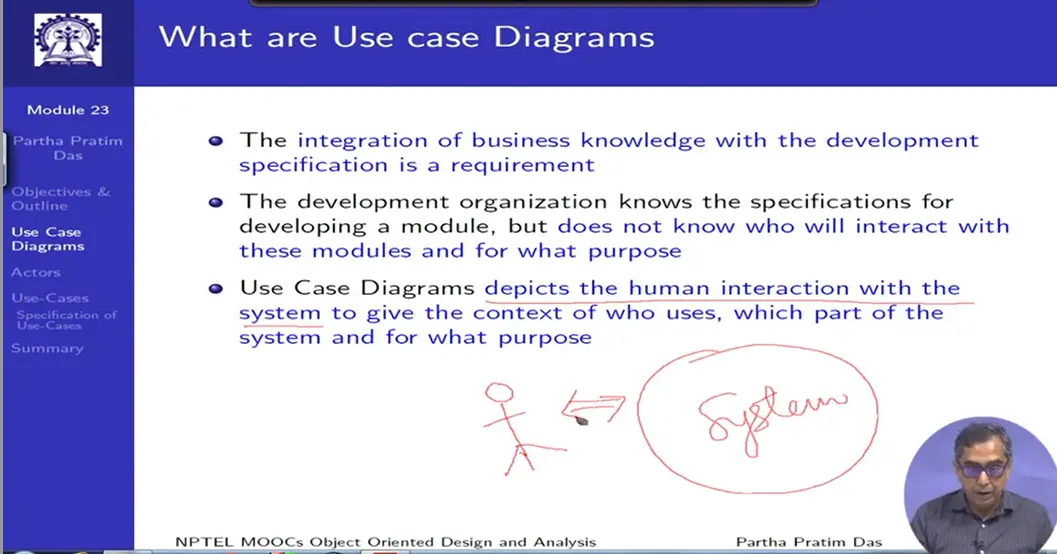 What are Use case Diagrams
Module 23
Partha Pratim
Das
Objectives &
Outline
Use Case
Diagrams
Actors
Use-Cases
Specification of
Use-Cases
Summary
The integration of business knowledge with the development
specification is a requirement
The development organization knows the specifications for
developing a module, but does not know who will interact with
these modules and for what purpose
Use Case Diagrams depicts the human interaction with the
system to give the context of who uses, which part of the
system and for what purpose
System
NPTEL MOOCs Object Oriented Design and Analysis
Partha Pratim Das